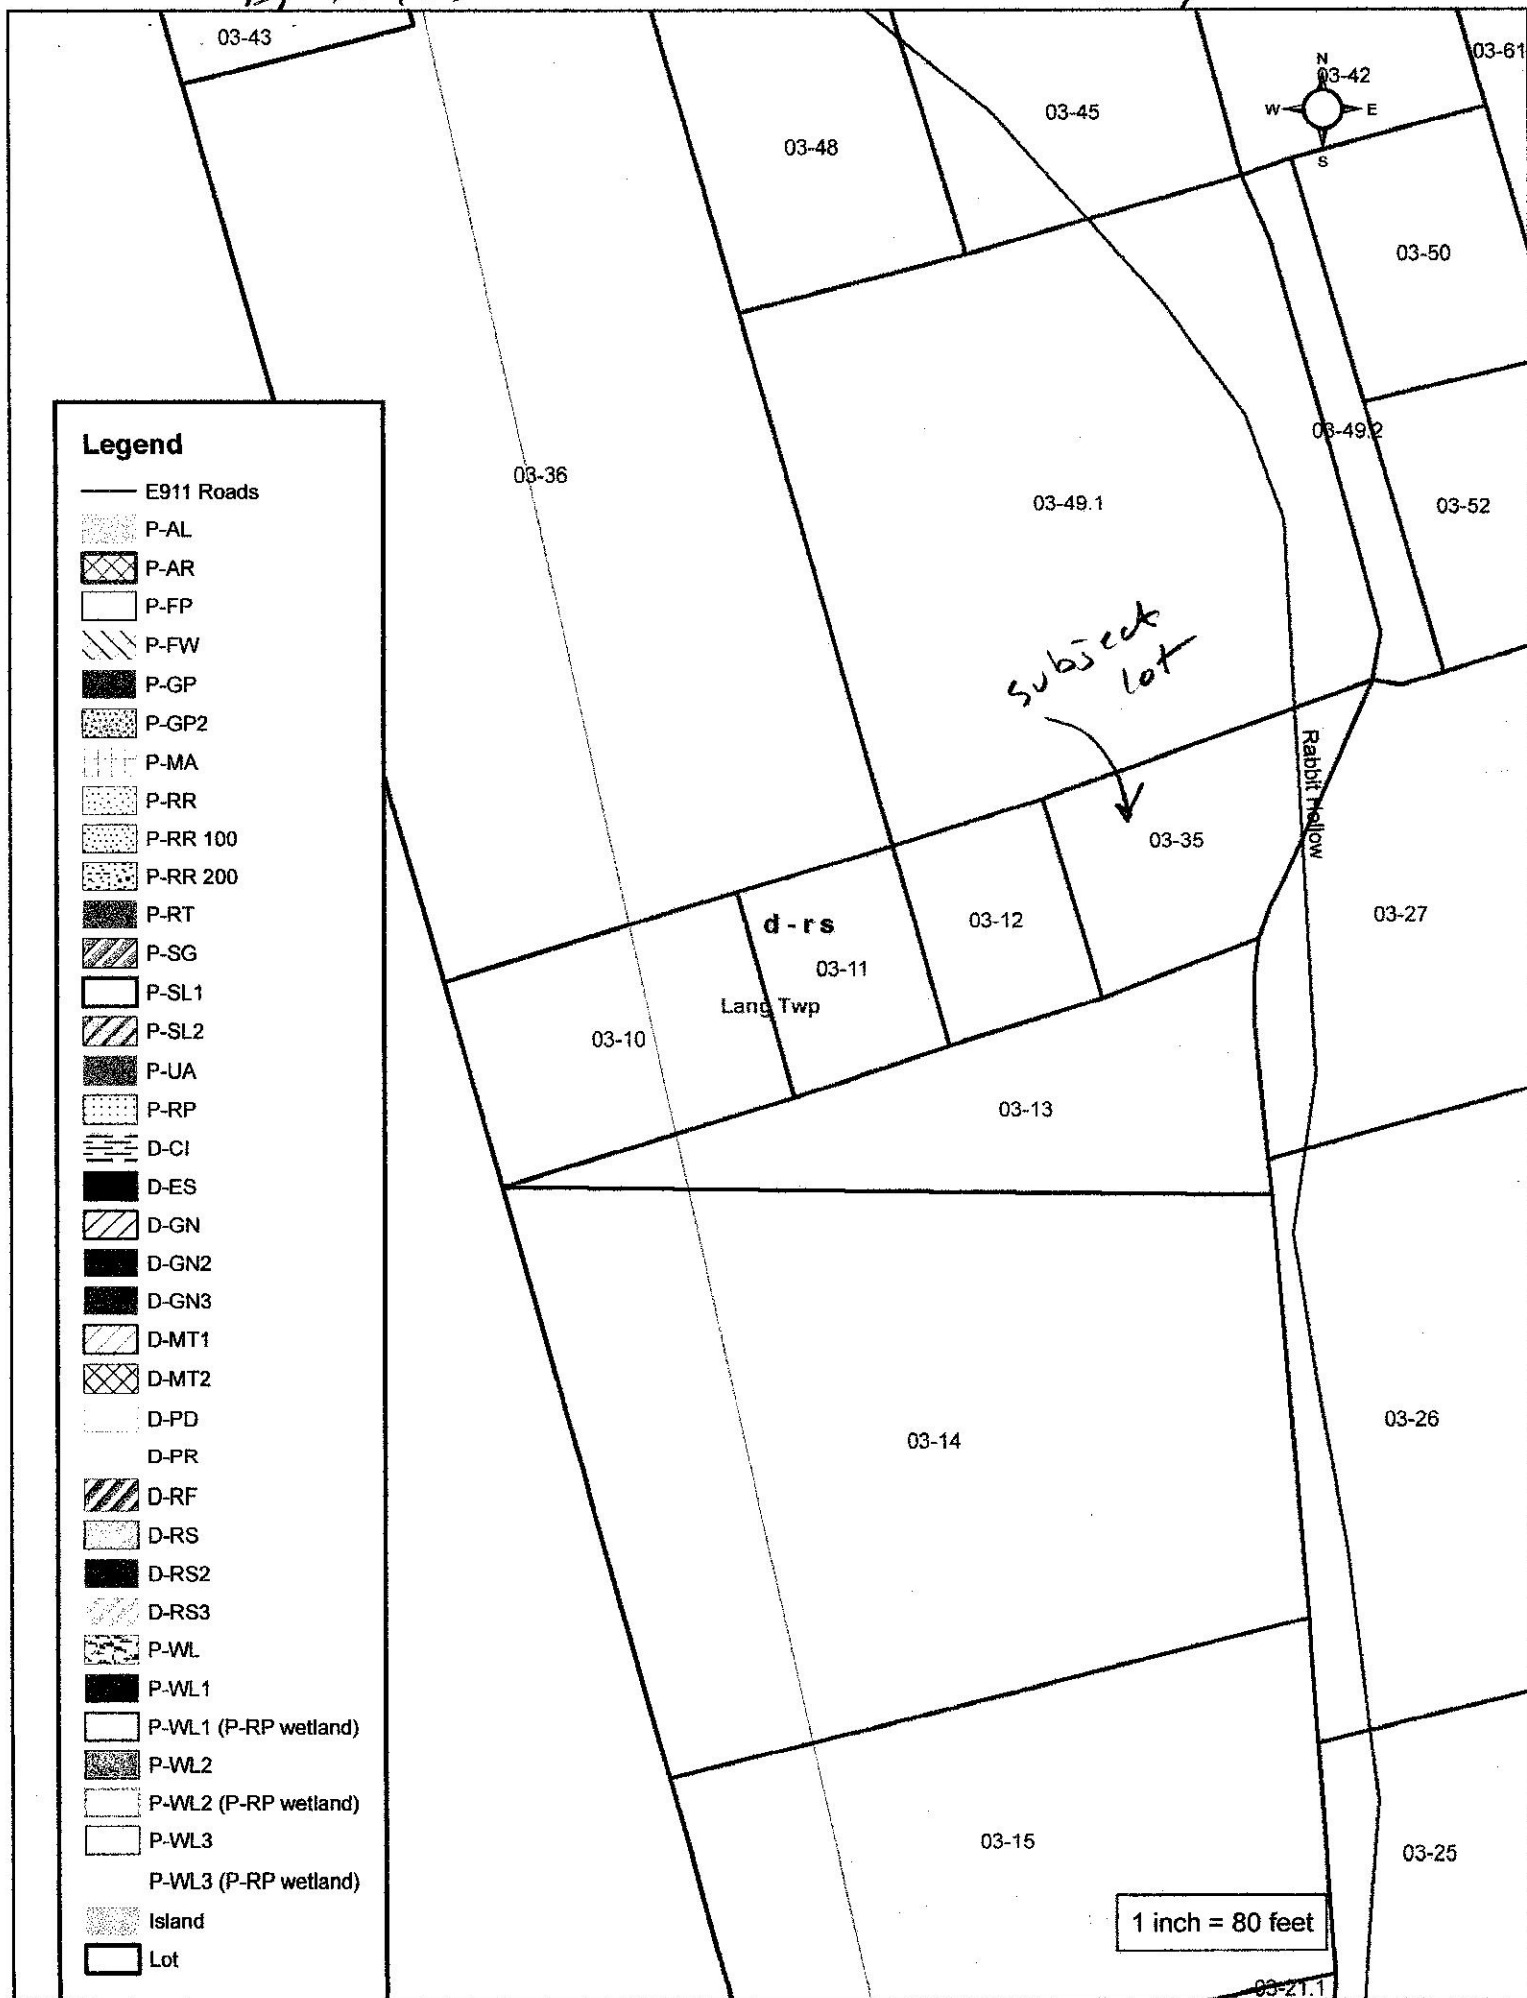 03-43
03-61
N
03-42
W E
S
03-45
03-48
03-50
Legend
E911 Roads
P-AL
P-AR
P-FP
P-FW
P-GP
P-GP2
P-MA
P-RR
P-RR 100
P-RR 200
P-RT
P-SG
P-SL1
P-SL2
P-UA
P-RP
D-CI
D-ES
D-GN
D-GN2
D-GN3
D-MT1
D-MT2
D-PD
D-PR
D-RF
D-RS
D-RS2
D-RS3
P-WL
P-WL1
P-WL1 (P-RP wetland)
P-WL2
P-WL2 (P-RP wetland)
P-WL3
P-WL3 (P-RP wetland)
Island
Lot
03-36
03-49.1
03-49.2
03-52
subject
lot
Rabbit Hollow
03-35
03-27
03-12
d-rs
03-11
Lang Twp
03-10
03-13
03-14
03-26
03-15
03-25
1 inch = 80 feet
03-21.1